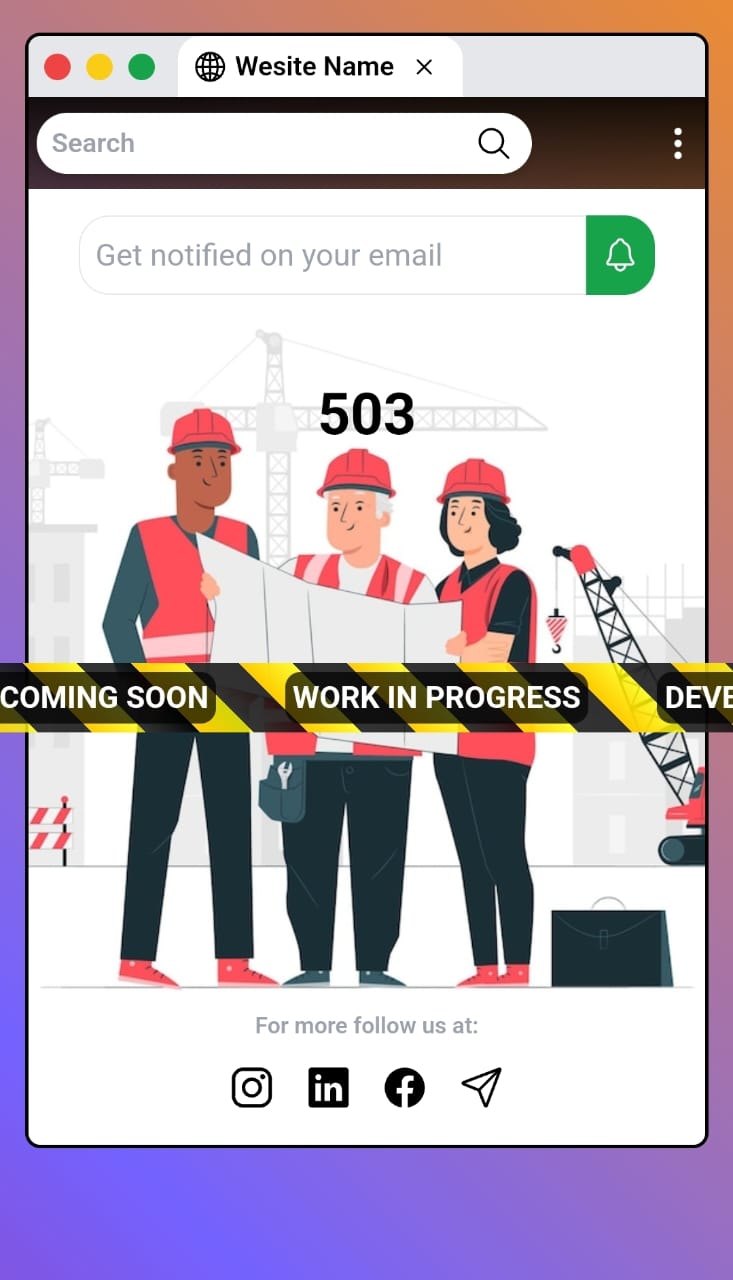 Wesite Name
Search
Get notified on your email
503
COMING SOON
WORK IN PROGRESS
DEVE
For more follow us at:
in